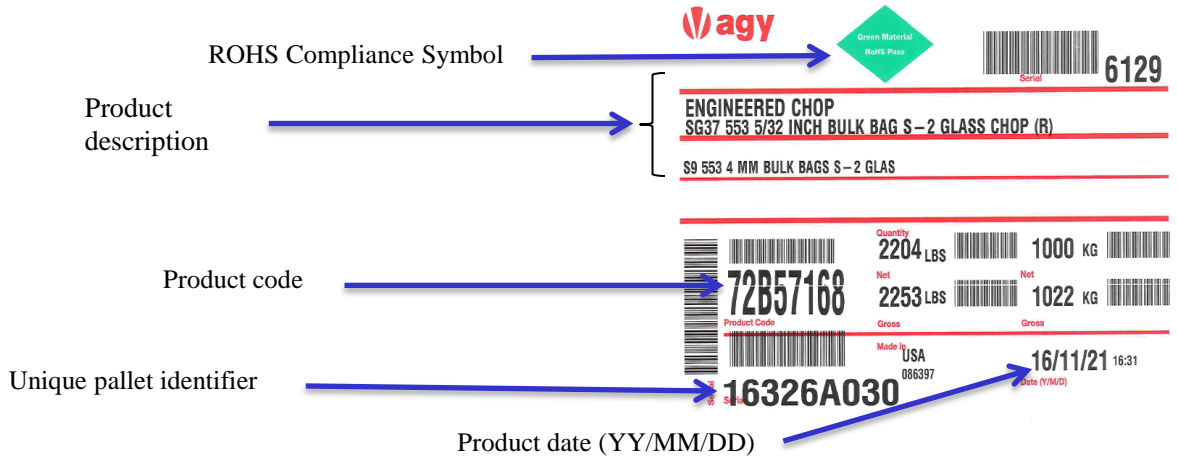 agy
Green Material
RoHS Pass
ROHS Compliance Symbol
Serial
6129
Product
description
ENGINEERED CHOP
SG37 553 5/32 INCH BULK BAG S-2 GLASS CHOP (R)
S9 553 4 MM BULK BAGS S-2 GLAS
Quantity
2204 LBS 1000 KG
Product code
72B57168
Net Net
2253 LBS 1022 KG
Product Code
Gross Gross
Made In
USA
086397
16/11/21 16:31
Date (Y/M/D)
Unique pallet identifier
Serial
Serial
16326A030
Product date (YY/MM/DD)